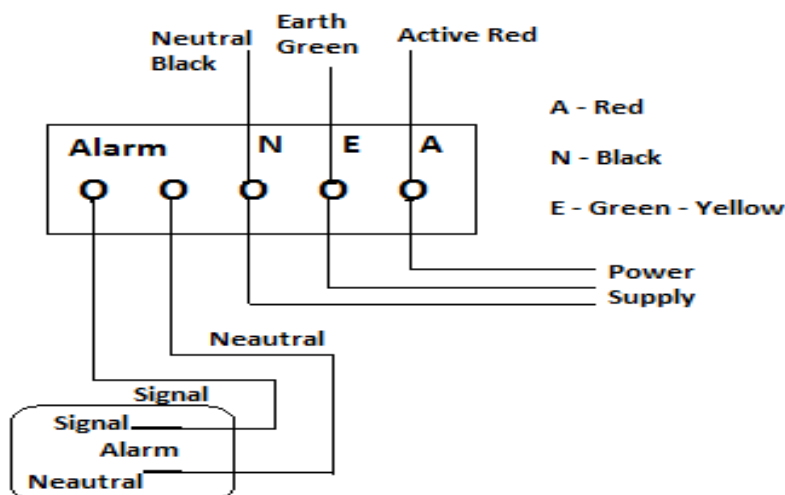 Neutral
Black
Earth
Green
Active Red
A - Red
N - Black
E - Green - Yellow
Alarm N E A
Power
Supply
Neautral
Signal
Signal
Alarm
Neautral